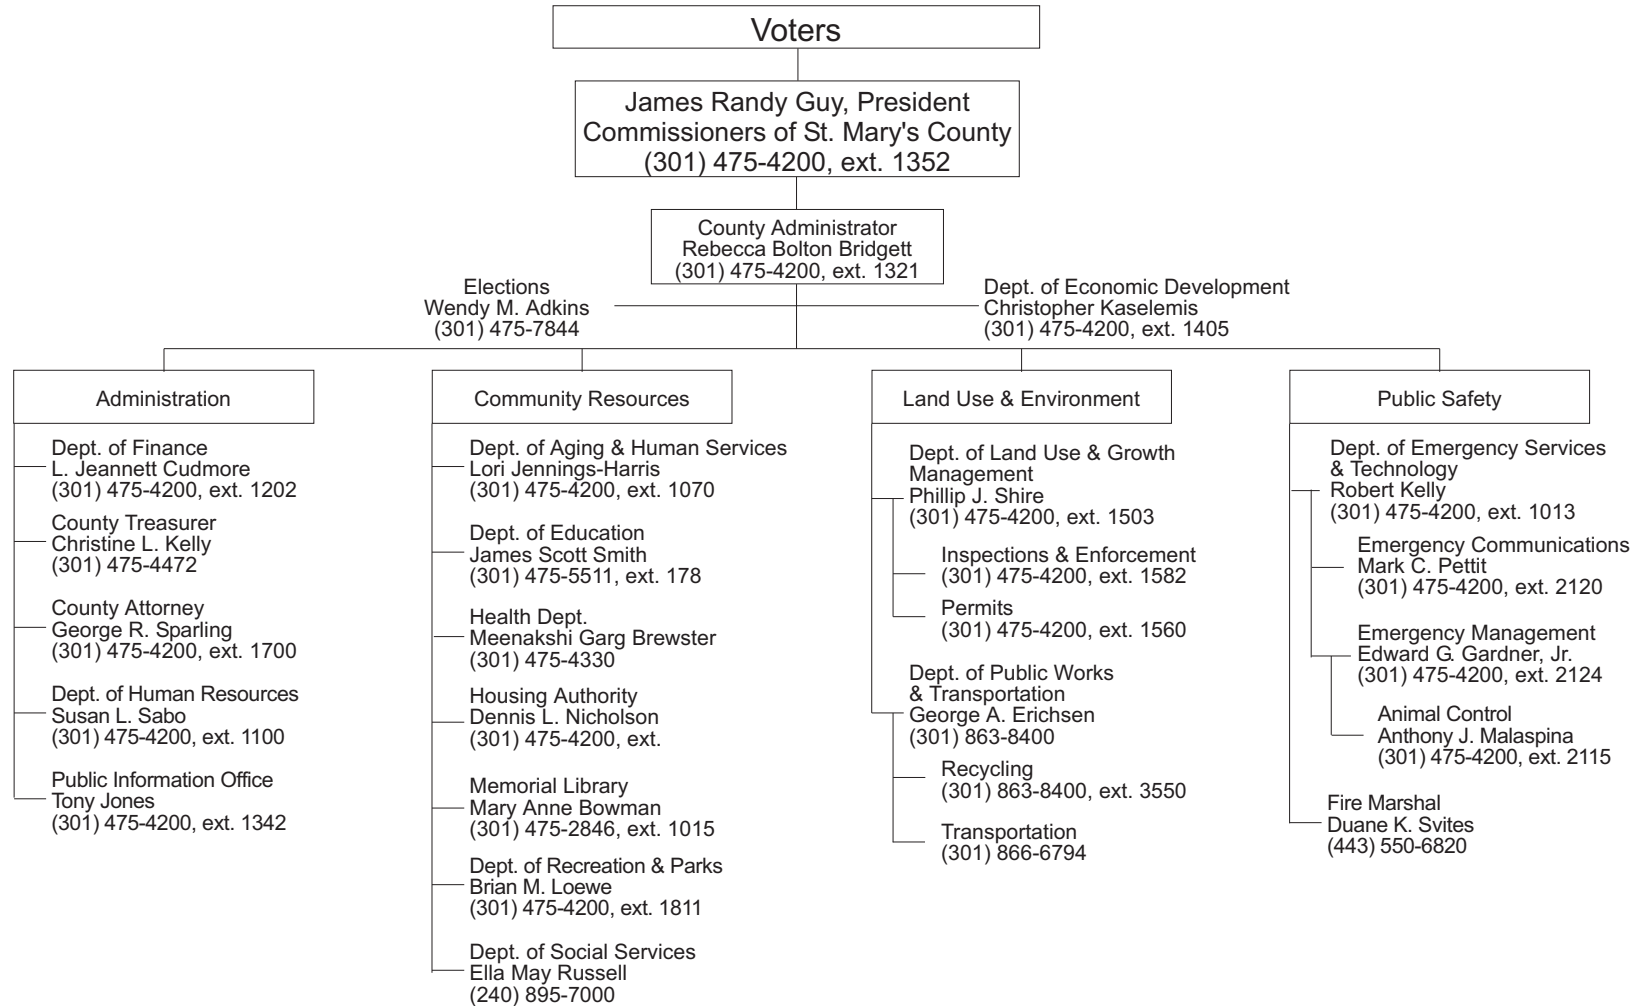 Voters
James Randy Guy, President
Commissioners of St. Mary's County
(301) 475-4200, ext. 1352
County Administrator
Rebecca Bolton Bridgett
(301) 475-4200, ext. 1321
Elections
Wendy M. Adkins
(301) 475-7844
Dept. of Economic Development
Christopher Kaselemis
(301) 475-4200, ext. 1405
Administration
Dept. of Finance
L. Jeannett Cudmore
(301) 475-4200, ext. 1202
County Treasurer
Christine L. Kelly
(301) 475-4472
County Attorney
George R. Sparling
(301) 475-4200, ext. 1700
Dept. of Human Resources
Susan L. Sabo
(301) 475-4200, ext. 1100
Public Information Office
Tony Jones
(301) 475-4200, ext. 1342
Community Resources
Dept. of Aging & Human Services
Lori Jennings-Harris
(301) 475-4200, ext. 1070
Dept. of Education
James Scott Smith
(301) 475-5511, ext. 178
Health Dept.
Meenakshi Garg Brewster
(301) 475-4330
Housing Authority
Dennis L. Nicholson
(301) 475-4200, ext.
Memorial Library
Mary Anne Bowman
(301) 475-2846, ext. 1015
Dept. of Recreation & Parks
Brian M. Loewe
(301) 475-4200, ext. 1811
Dept. of Social Services
Ella May Russell
(240) 895-7000
Land Use & Environment
Dept. of Land Use & Growth
Management
Phillip J. Shire
(301) 475-4200, ext. 1503
Inspections & Enforcement
(301) 475-4200, ext. 1582
Permits
(301) 475-4200, ext. 1560
Dept. of Public Works
& Transportation
George A. Erichsen
(301) 863-8400
Recycling
(301) 863-8400, ext. 3550
Transportation
(301) 866-6794
Public Safety
Dept. of Emergency Services
& Technology
Robert Kelly
(301) 475-4200, ext. 1013
Emergency Communications
Mark C. Pettit
(301) 475-4200, ext. 2120
Emergency Management
Edward G. Gardner, Jr.
(301) 475-4200, ext. 2124
Animal Control
Anthony J. Malaspina
(301) 475-4200, ext. 2115
Fire Marshal
Duane K. Svites
(443) 550-6820